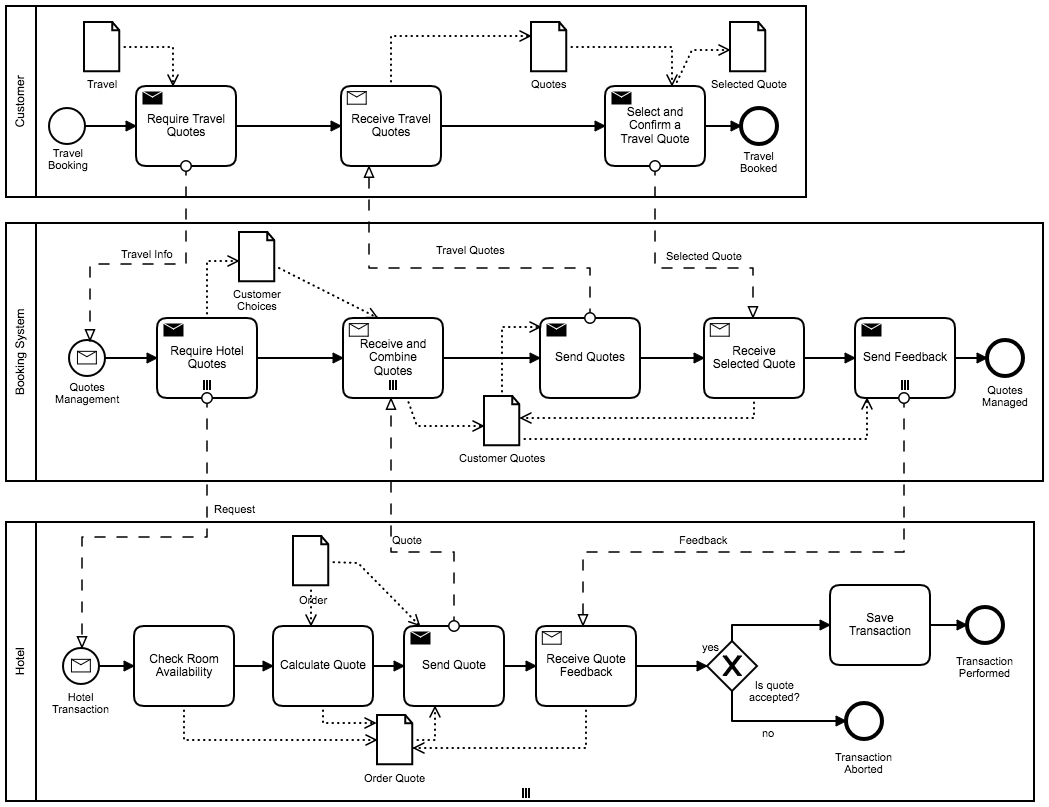 Customer
Travel
Quotes
Selected Quote
Require Travel
Quotes
Receive Travel
Quotes
Select and
Confirm a
Travel Quote
Travel
Booking
Travel
Booked
Booking System
Travel Info
Travel Quotes
Selected Quote
Customer
Choices
Require Hotel
Quotes
Receive and
Combine
Quotes
Send Quotes
Receive
Selected Quote
Send Feedback
Quotes
Management
Quotes
Managed
Customer Quotes
Request
Quote
Feedback
Hotel
Order
Check Room
Availability
Calculate Quote
Send Quote
Receive Quote
Feedback
yes
Is quote
accepted?
no
Save
Transaction
Hotel
Transaction
Transaction
Performed
Transaction
Aborted
Order Quote